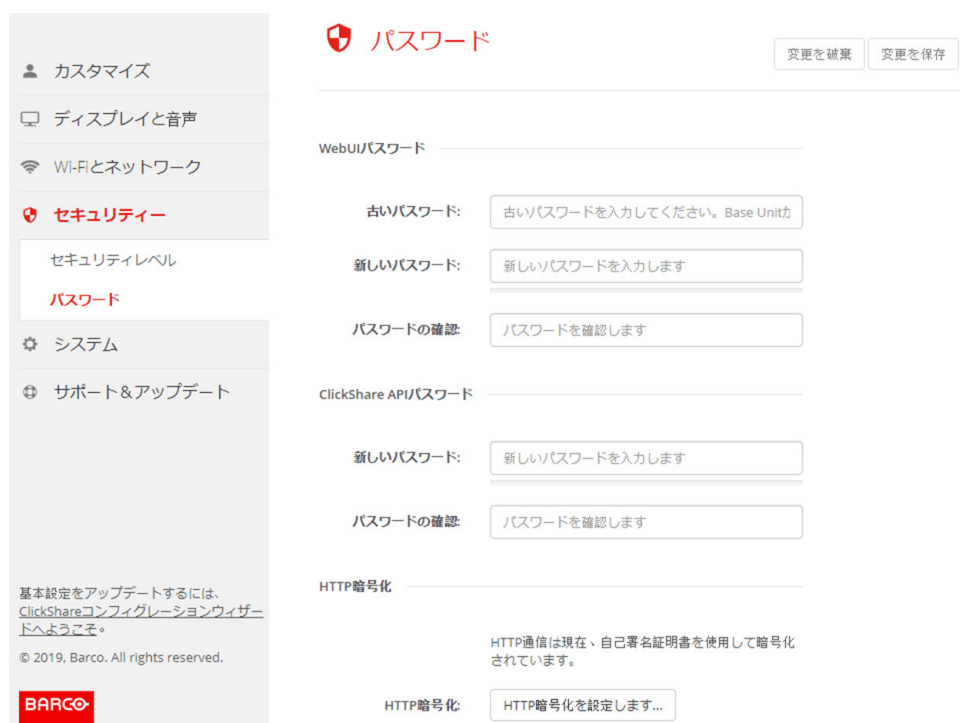 カスタマイズ
ディスプレイと音声
Wi-Fiとネットワーク
セキュリティー
セキュリティレベル
パスワード
システム
サポート&アップデート
基本設定をアップデートするには、
ClickShareコンフィグレーションウィザー
ドへようこそ。
© 2019, Barco. All rights reserved.
BARCO
パスワード
変更を破棄 変更を保存
WebUIパスワード
古いパスワード: 古いパスワードを入力してください。Base Unitが
新しいパスワード: 新しいパスワードを入力します
パスワードの確認: パスワードを確認します
ClickShare APIパスワード
新しいパスワード: 新しいパスワードを入力します
パスワードの確認: パスワードを確認します
HTTP暗号化
HTTP通信は現在、自己署名証明書を使用して暗号化
されています。
HTTP暗号化: HTTP暗号化を設定します...